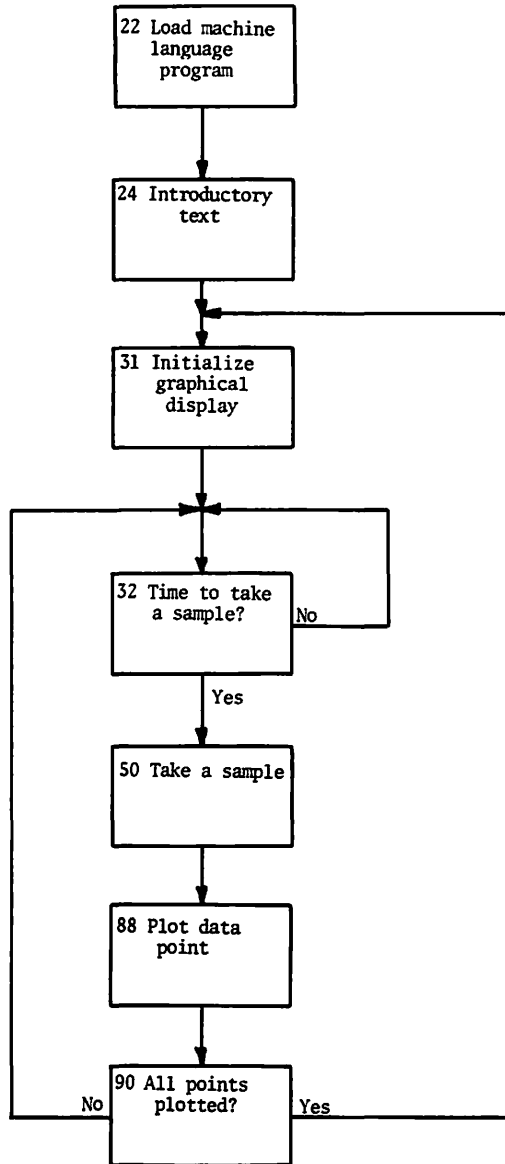 22 Load machine
language
program
24 Introductory
text
31 Initialize
graphical
display
32 Time to take
a sample?
No
Yes
50 Take a sample
88 Plot data
point
90 All points
plotted?
No
Yes